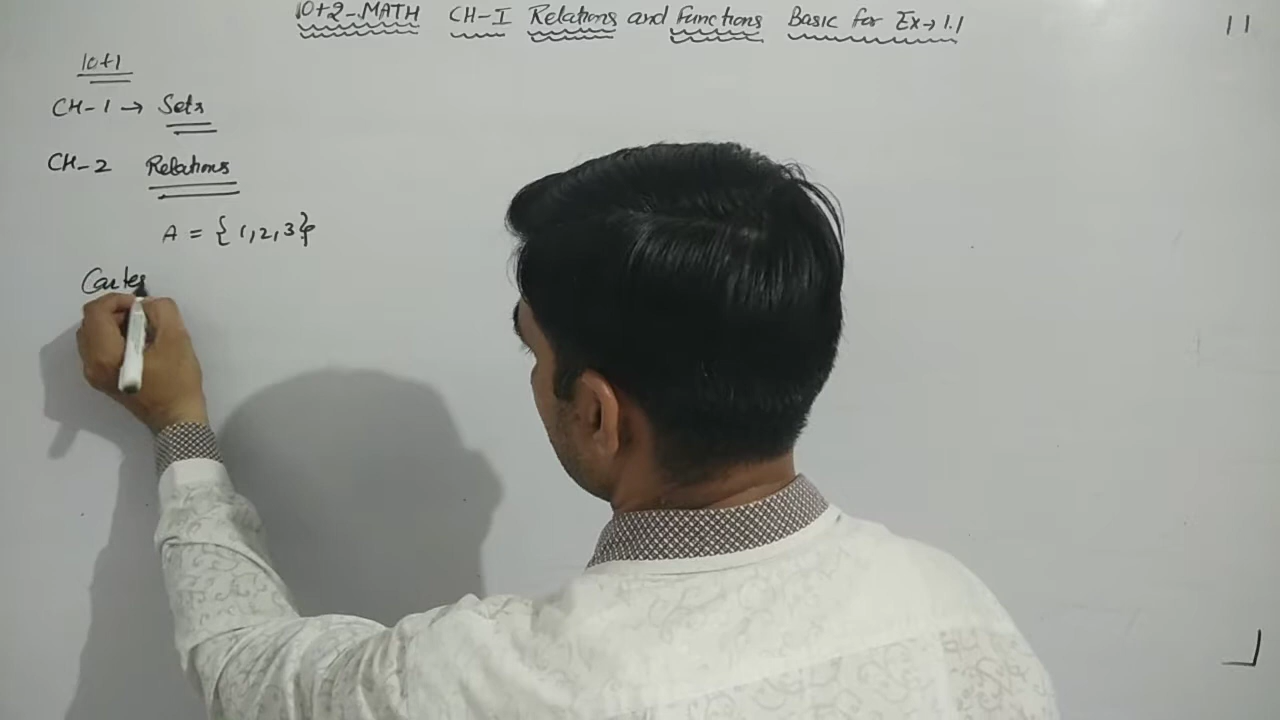 10+2-MATH CH-I Relations and Functions Basic for Ex→1.1
10+1
CH-1 → Sets
CH-2 Relations
A = {1,2,3}
Cartes